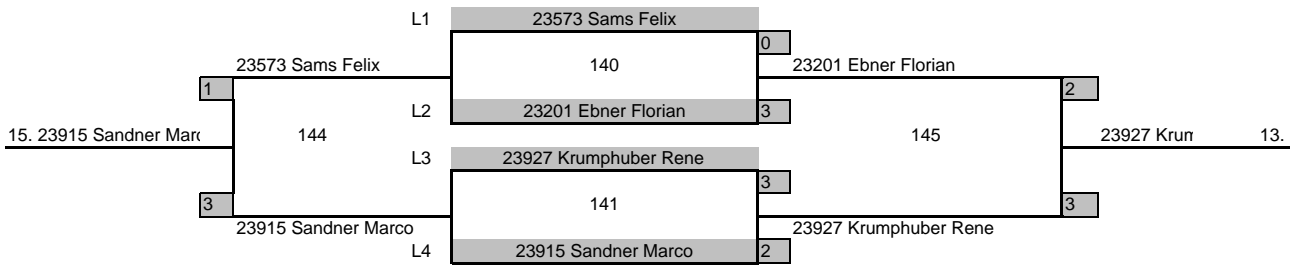 L1 23573 Sams Felix
0
23573 Sams Felix 140 23201 Ebner Florian
1 2
L2 23201 Ebner Florian 3
15. 23915 Sandner Marc 144 145 23927 Krum 13.
L3 23927 Krumphuber Rene
3
3 141 3
23915 Sandner Marco 23927 Krumphuber Rene
L4 23915 Sandner Marco 2